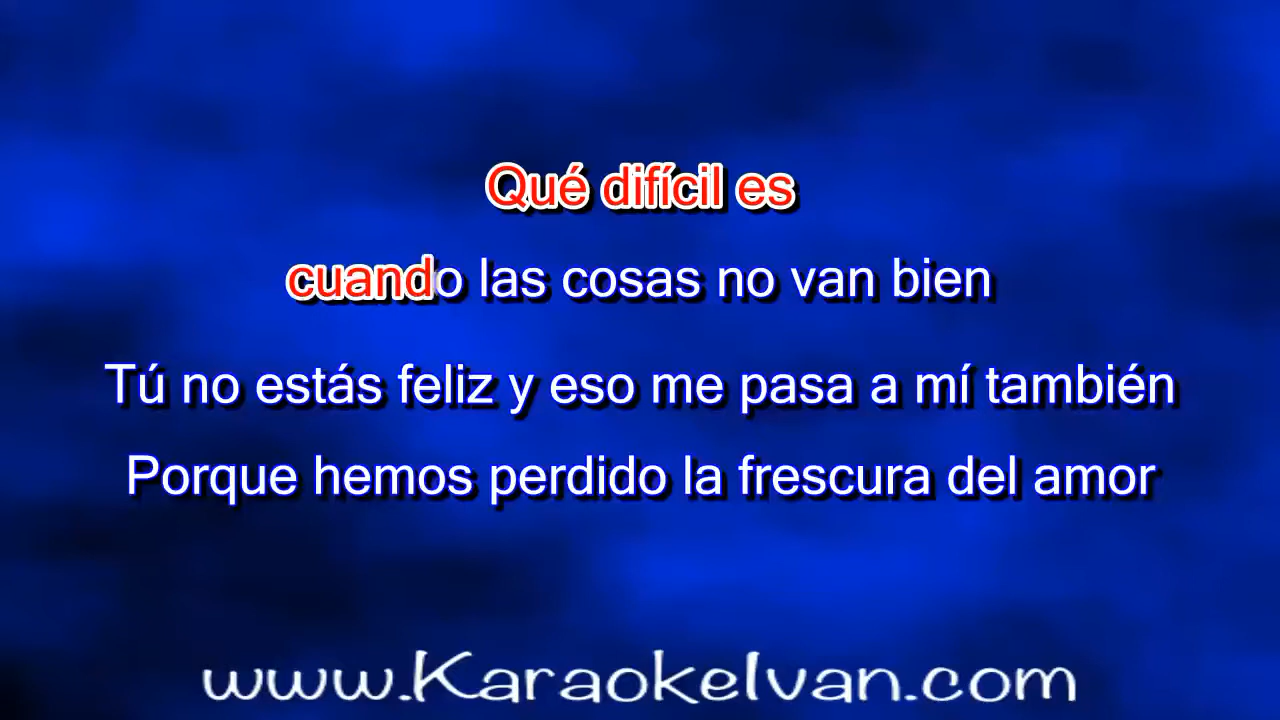 Qué difícil es
cuando las cosas no van bien
Tú no estás feliz y eso me pasa a mí también
Porque hemos perdido la frescura del amor
www.KaraokeIvan.com